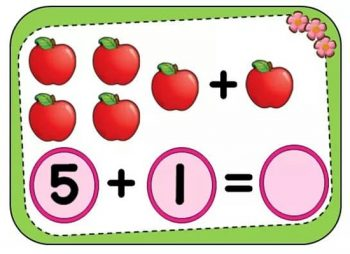 +
5 + 1 =